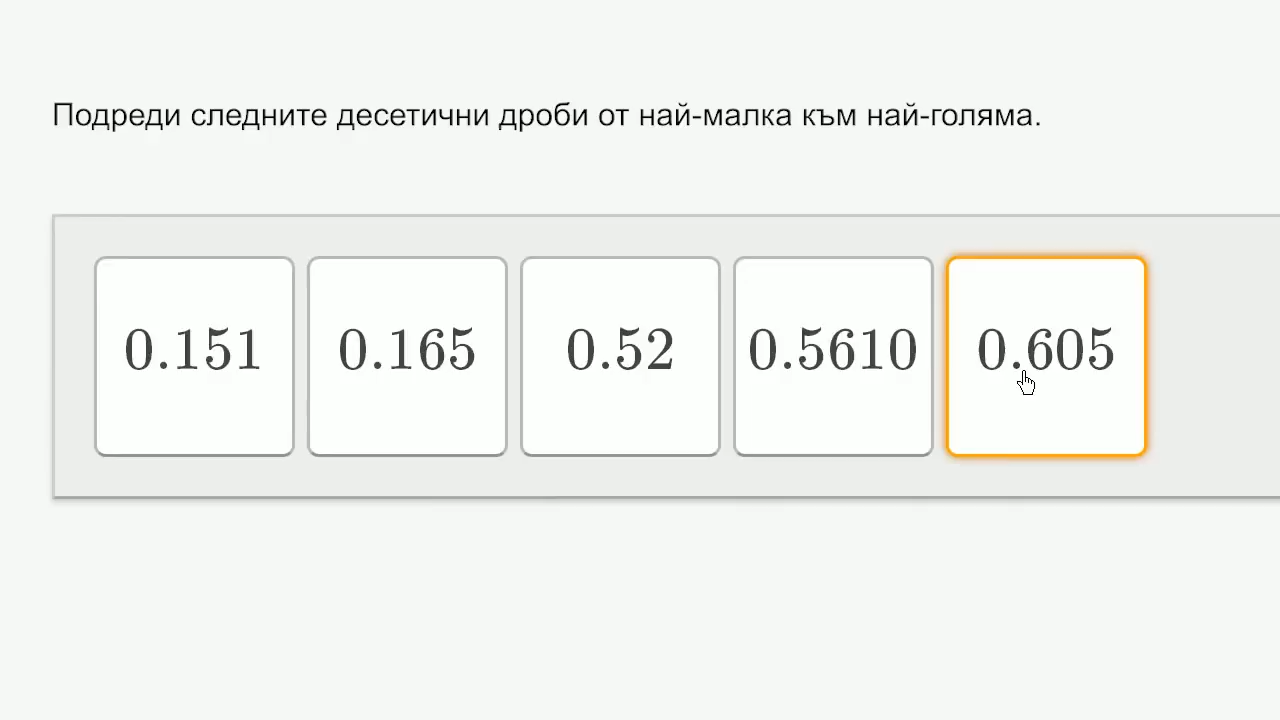 Подреди следните десетични дроби от най-малка към най-голяма.
0.151 0.165 0.52 0.5610 0.605